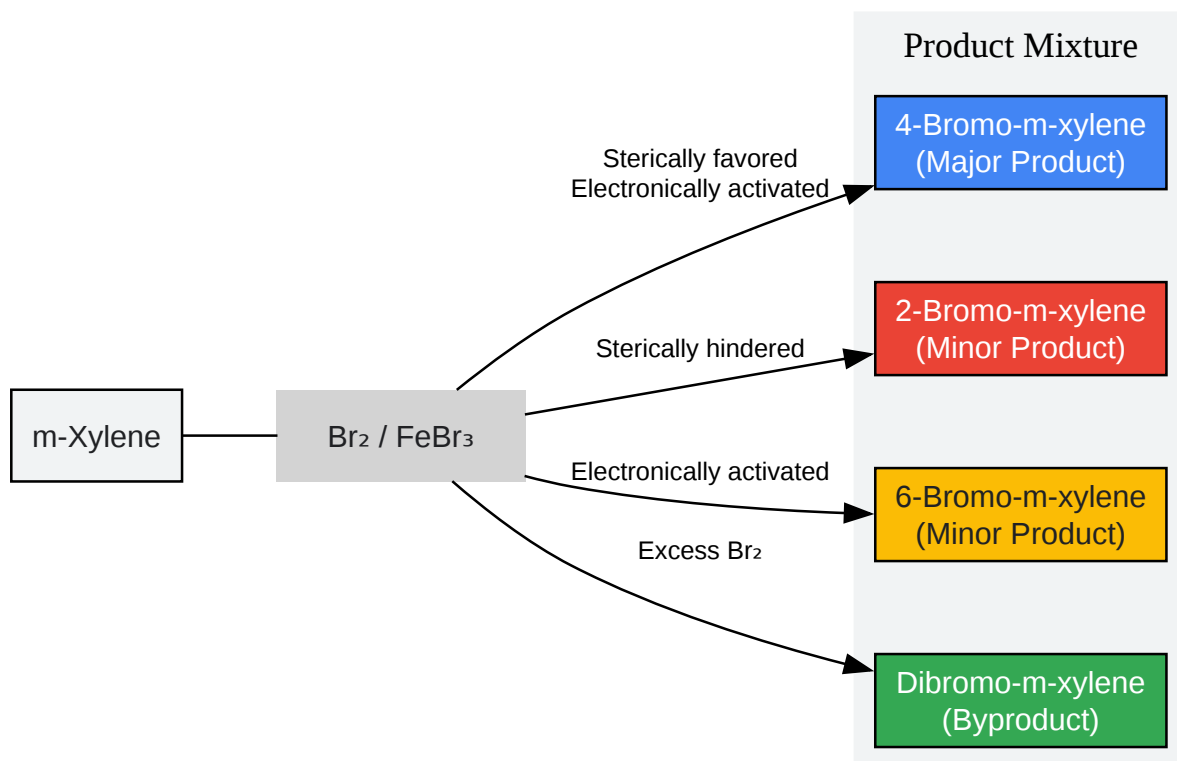 Product Mixture
4-Bromo-m-xylene
(Major Product)
Sterically favored
Electronically activated
2-Bromo-m-xylene
(Minor Product)
Sterically hindered
m-Xylene
Br₂ / FeBr₃
Electronically activated
6-Bromo-m-xylene
(Minor Product)
Excess Br₂
Dibromo-m-xylene
(Byproduct)